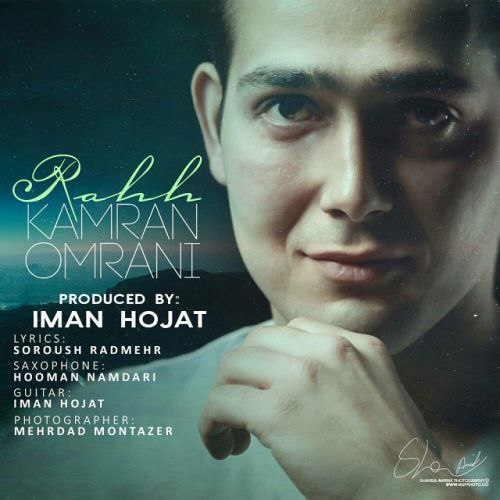 Rahh
KAMRAN
OMRANI
PRODUCED BY:
IMAN HOJAT
LYRICS:
SOROUSH RADMEHR
SAXOPHONE:
HOOMAN NAMDARI
GUITAR:
IMAN HOJAT
PHOTOGRAPHER:
MEHRDAD MONTAZER